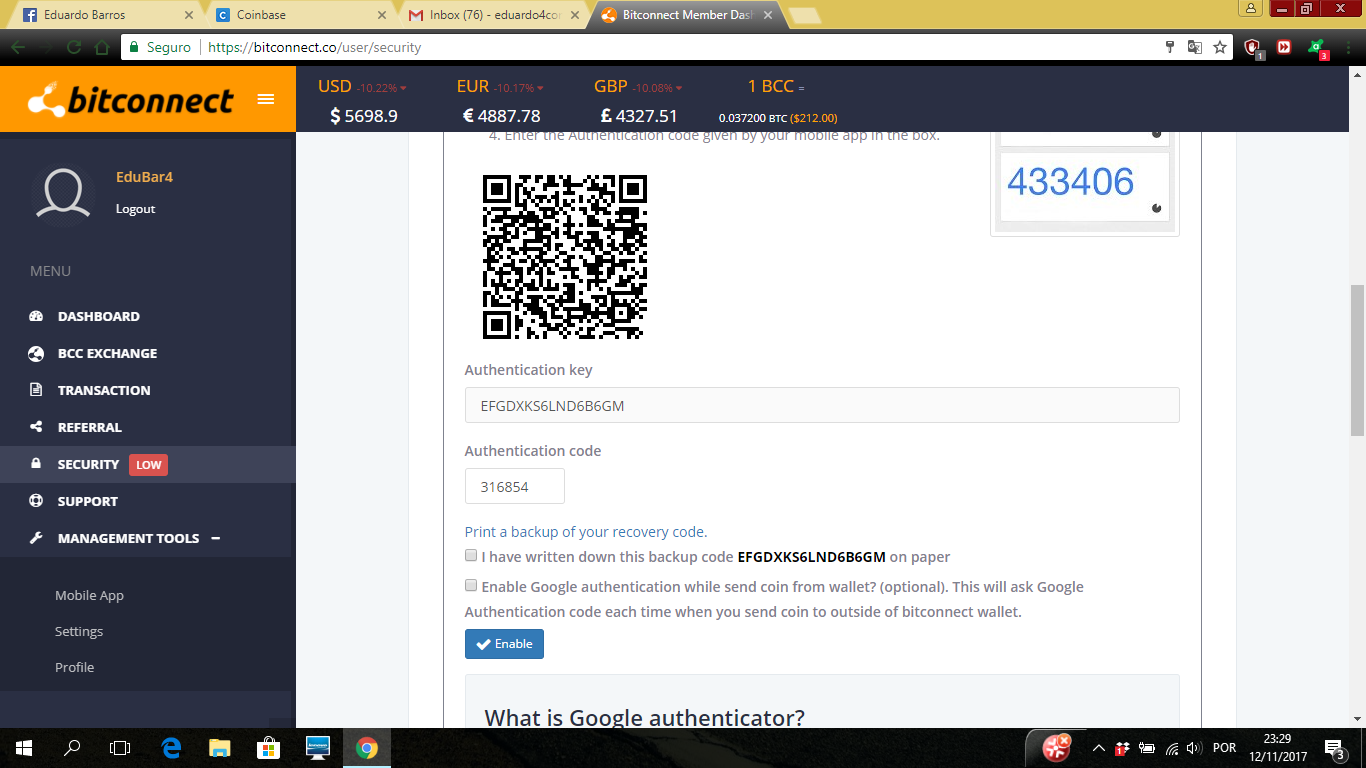 Eduardo Barros
Coinbase
Inbox (76) - eduardo4cor
Bitconnect Member Dash
Seguro
https://bitconnect.co/user/security
1
3
bitconnect
USD -10.22%
EUR -10.17%
GBP -10.08%
1 BCC =
$ 5698.9
€ 4887.78
£ 4327.51
0.037200 BTC ($212.00)
EduBar4
Logout
MENU
DASHBOARD
BCC EXCHANGE
TRANSACTION
REFERRAL
SECURITY LOW
SUPPORT
MANAGEMENT TOOLS
Mobile App
Settings
Profile
4. Enter the Authentication code given by your mobile app in the box.
433406
Authentication key
EFGDXKS6LND6B6GM
Authentication code
316854
Print a backup of your recovery code.
I have written down this backup code EFGDXKS6LND6B6GM on paper
Enable Google authentication while send coin from wallet? (optional). This will ask Google
Authentication code each time when you send coin to outside of bitconnect wallet.
Enable
What is Google authenticator?
POR
23:29
12/11/2017
3